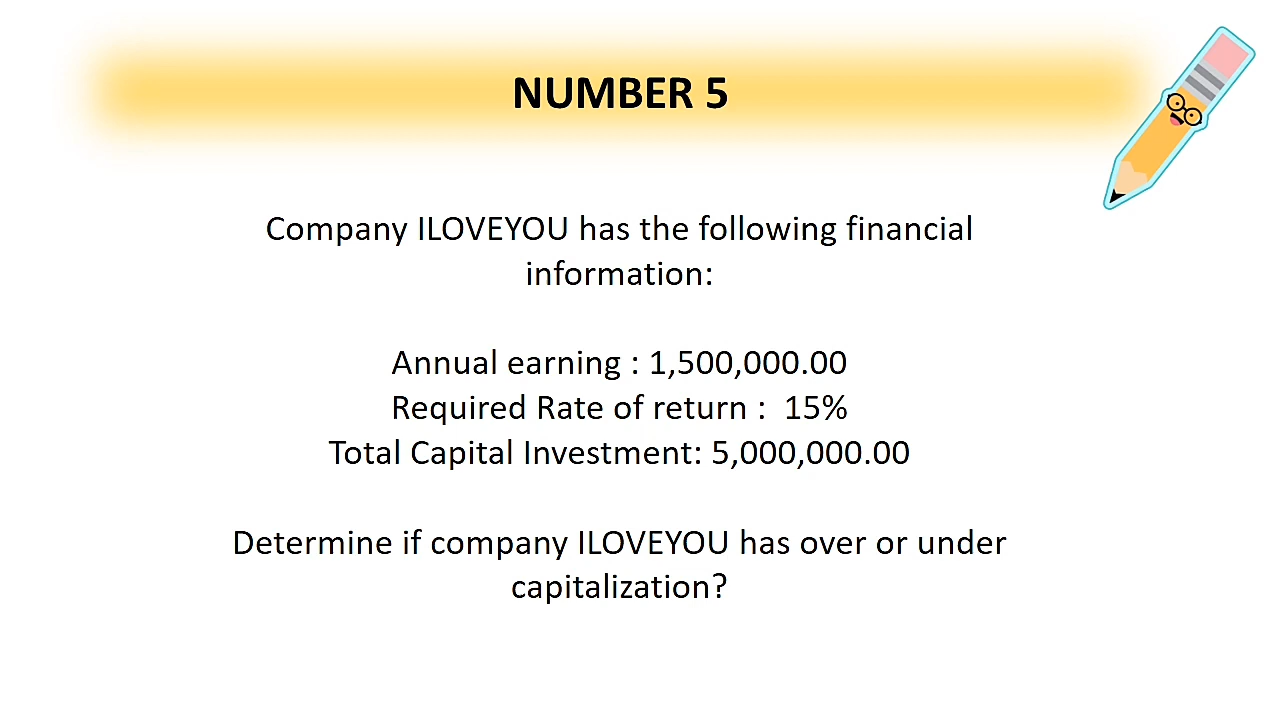 NUMBER 5
Company ILOVEYOU has the following financial
information:
Annual earning : 1,500,000.00
Required Rate of return :  15%
Total Capital Investment: 5,000,000.00
Determine if company ILOVEYOU has over or under
capitalization?